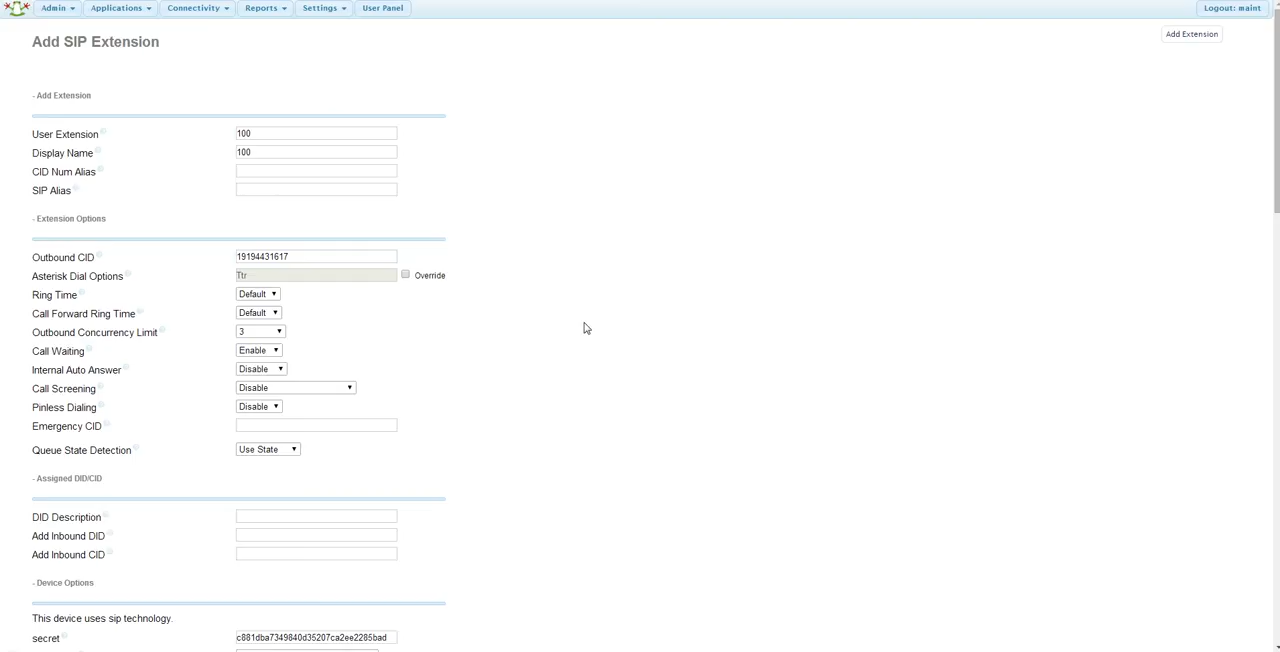 Admin Applications Connectivity Reports Settings User Panel Logout: maint
Add SIP Extension
Add Extension
- Add Extension
User Extension 100
Display Name 100
CID Num Alias
SIP Alias
- Extension Options
Outbound CID 19194431617
Asterisk Dial Options Ttr Override
Ring Time Default
Call Forward Ring Time Default
Outbound Concurrency Limit 3
Call Waiting Enable
Internal Auto Answer Disable
Call Screening Disable
Pinless Dialing Disable
Emergency CID
Queue State Detection Use State
- Assigned DID/CID
DID Description
Add Inbound DID
Add Inbound CID
- Device Options
This device uses sip technology.
secret c881dba7349840d35207ca2ee2285bad